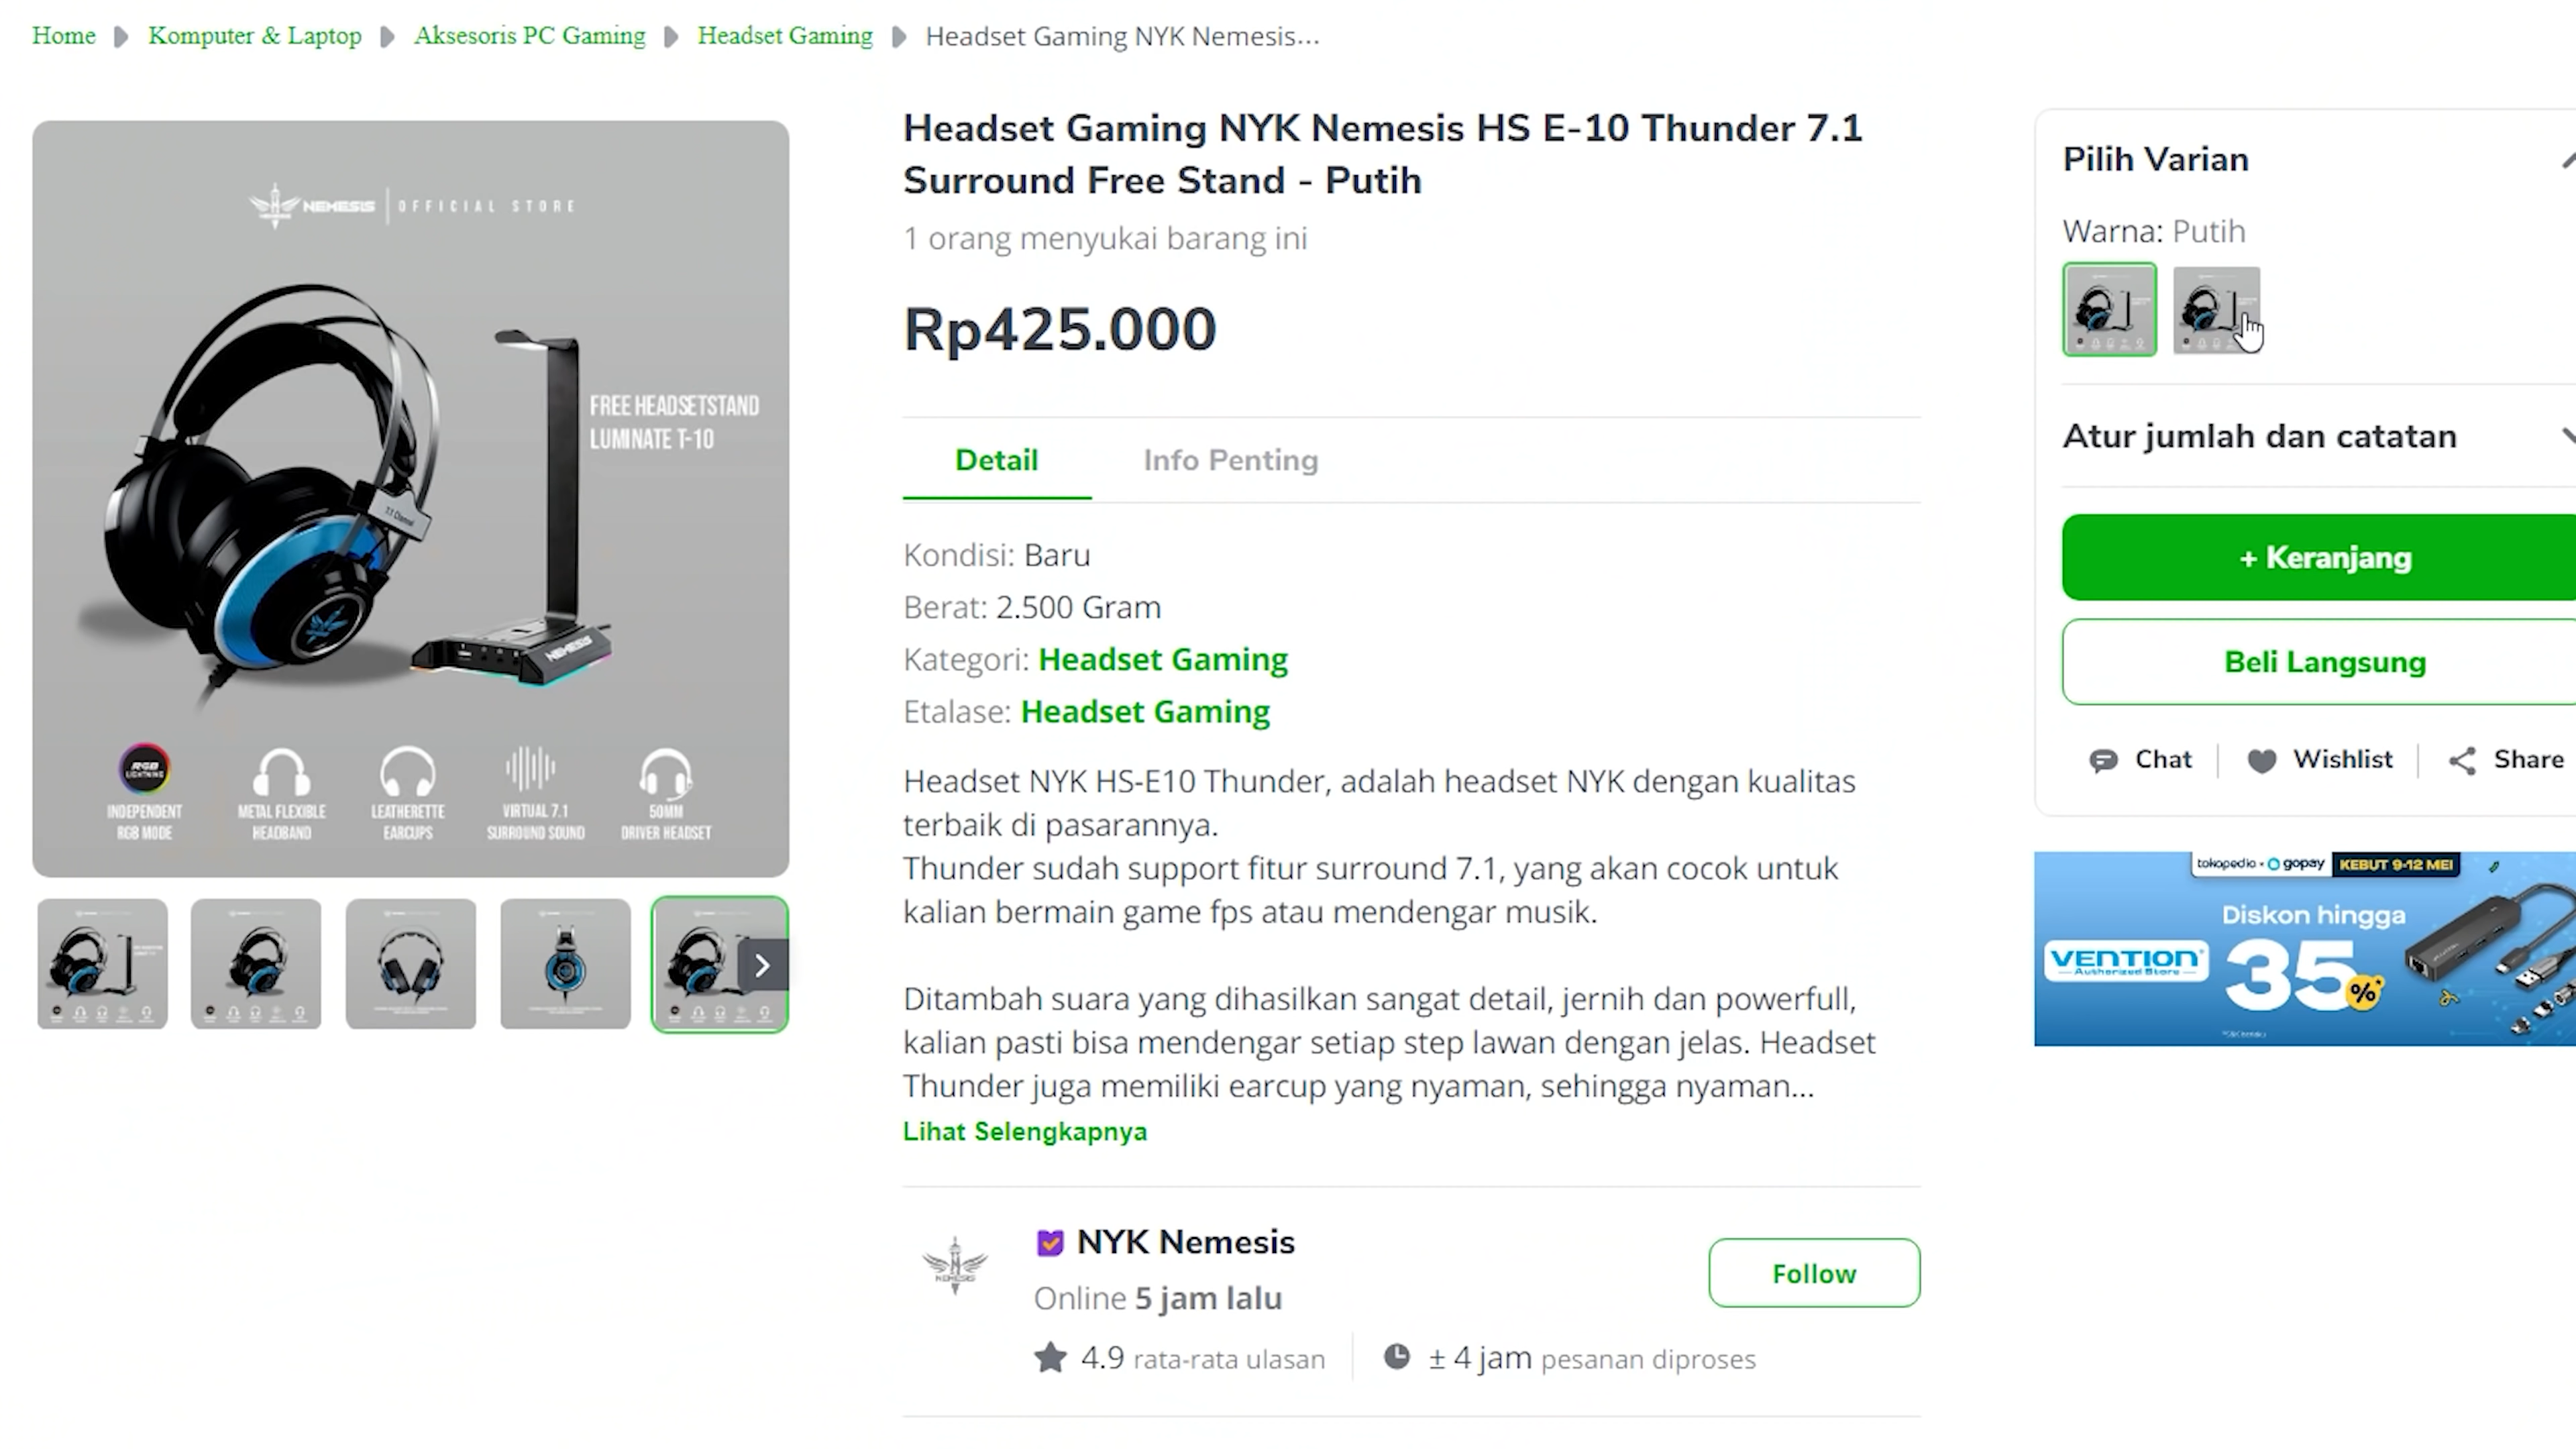 Home Komputer & Laptop Aksesoris PC Gaming Headset Gaming Headset Gaming NYK Nemesis...
NEMESIS OFFICIAL STORE
FREE HEADSETSTAND
LUMINATE T-10
7.1 Channel
NEMESIS
RGB
LIGHTNING
INDEPENDENT
RGB MODE
METAL FLEXIBLE
HEADBAND
LEATHERETTE
EARCUPS
VIRTUAL 7.1
SURROUND SOUND
50MM
DRIVER HEADSET
Headset Gaming NYK Nemesis HS E-10 Thunder 7.1
Surround Free Stand - Putih
1 orang menyukai barang ini
Rp425.000
Detail Info Penting
Kondisi: Baru
Berat: 2.500 Gram
Kategori: Headset Gaming
Etalase: Headset Gaming
Headset NYK HS-E10 Thunder, adalah headset NYK dengan kualitas
terbaik di pasarannya.
Thunder sudah support fitur surround 7.1, yang akan cocok untuk
kalian bermain game fps atau mendengar musik.
Ditambah suara yang dihasilkan sangat detail, jernih dan powerfull,
kalian pasti bisa mendengar setiap step lawan dengan jelas. Headset
Thunder juga memiliki earcup yang nyaman, sehingga nyaman...
Lihat Selengkapnya
NYK Nemesis
Online 5 jam lalu
Follow
NEMESIS
4.9 rata-rata ulasan ± 4 jam pesanan diproses
Pilih Varian
Warna: Putih
Atur jumlah dan catatan
+ Keranjang
Beli Langsung
Chat Wishlist Share
tokopedia × gopay KEBUT 9-12 MEI
Diskon hingga
VENTION
Authorized Store
35%*